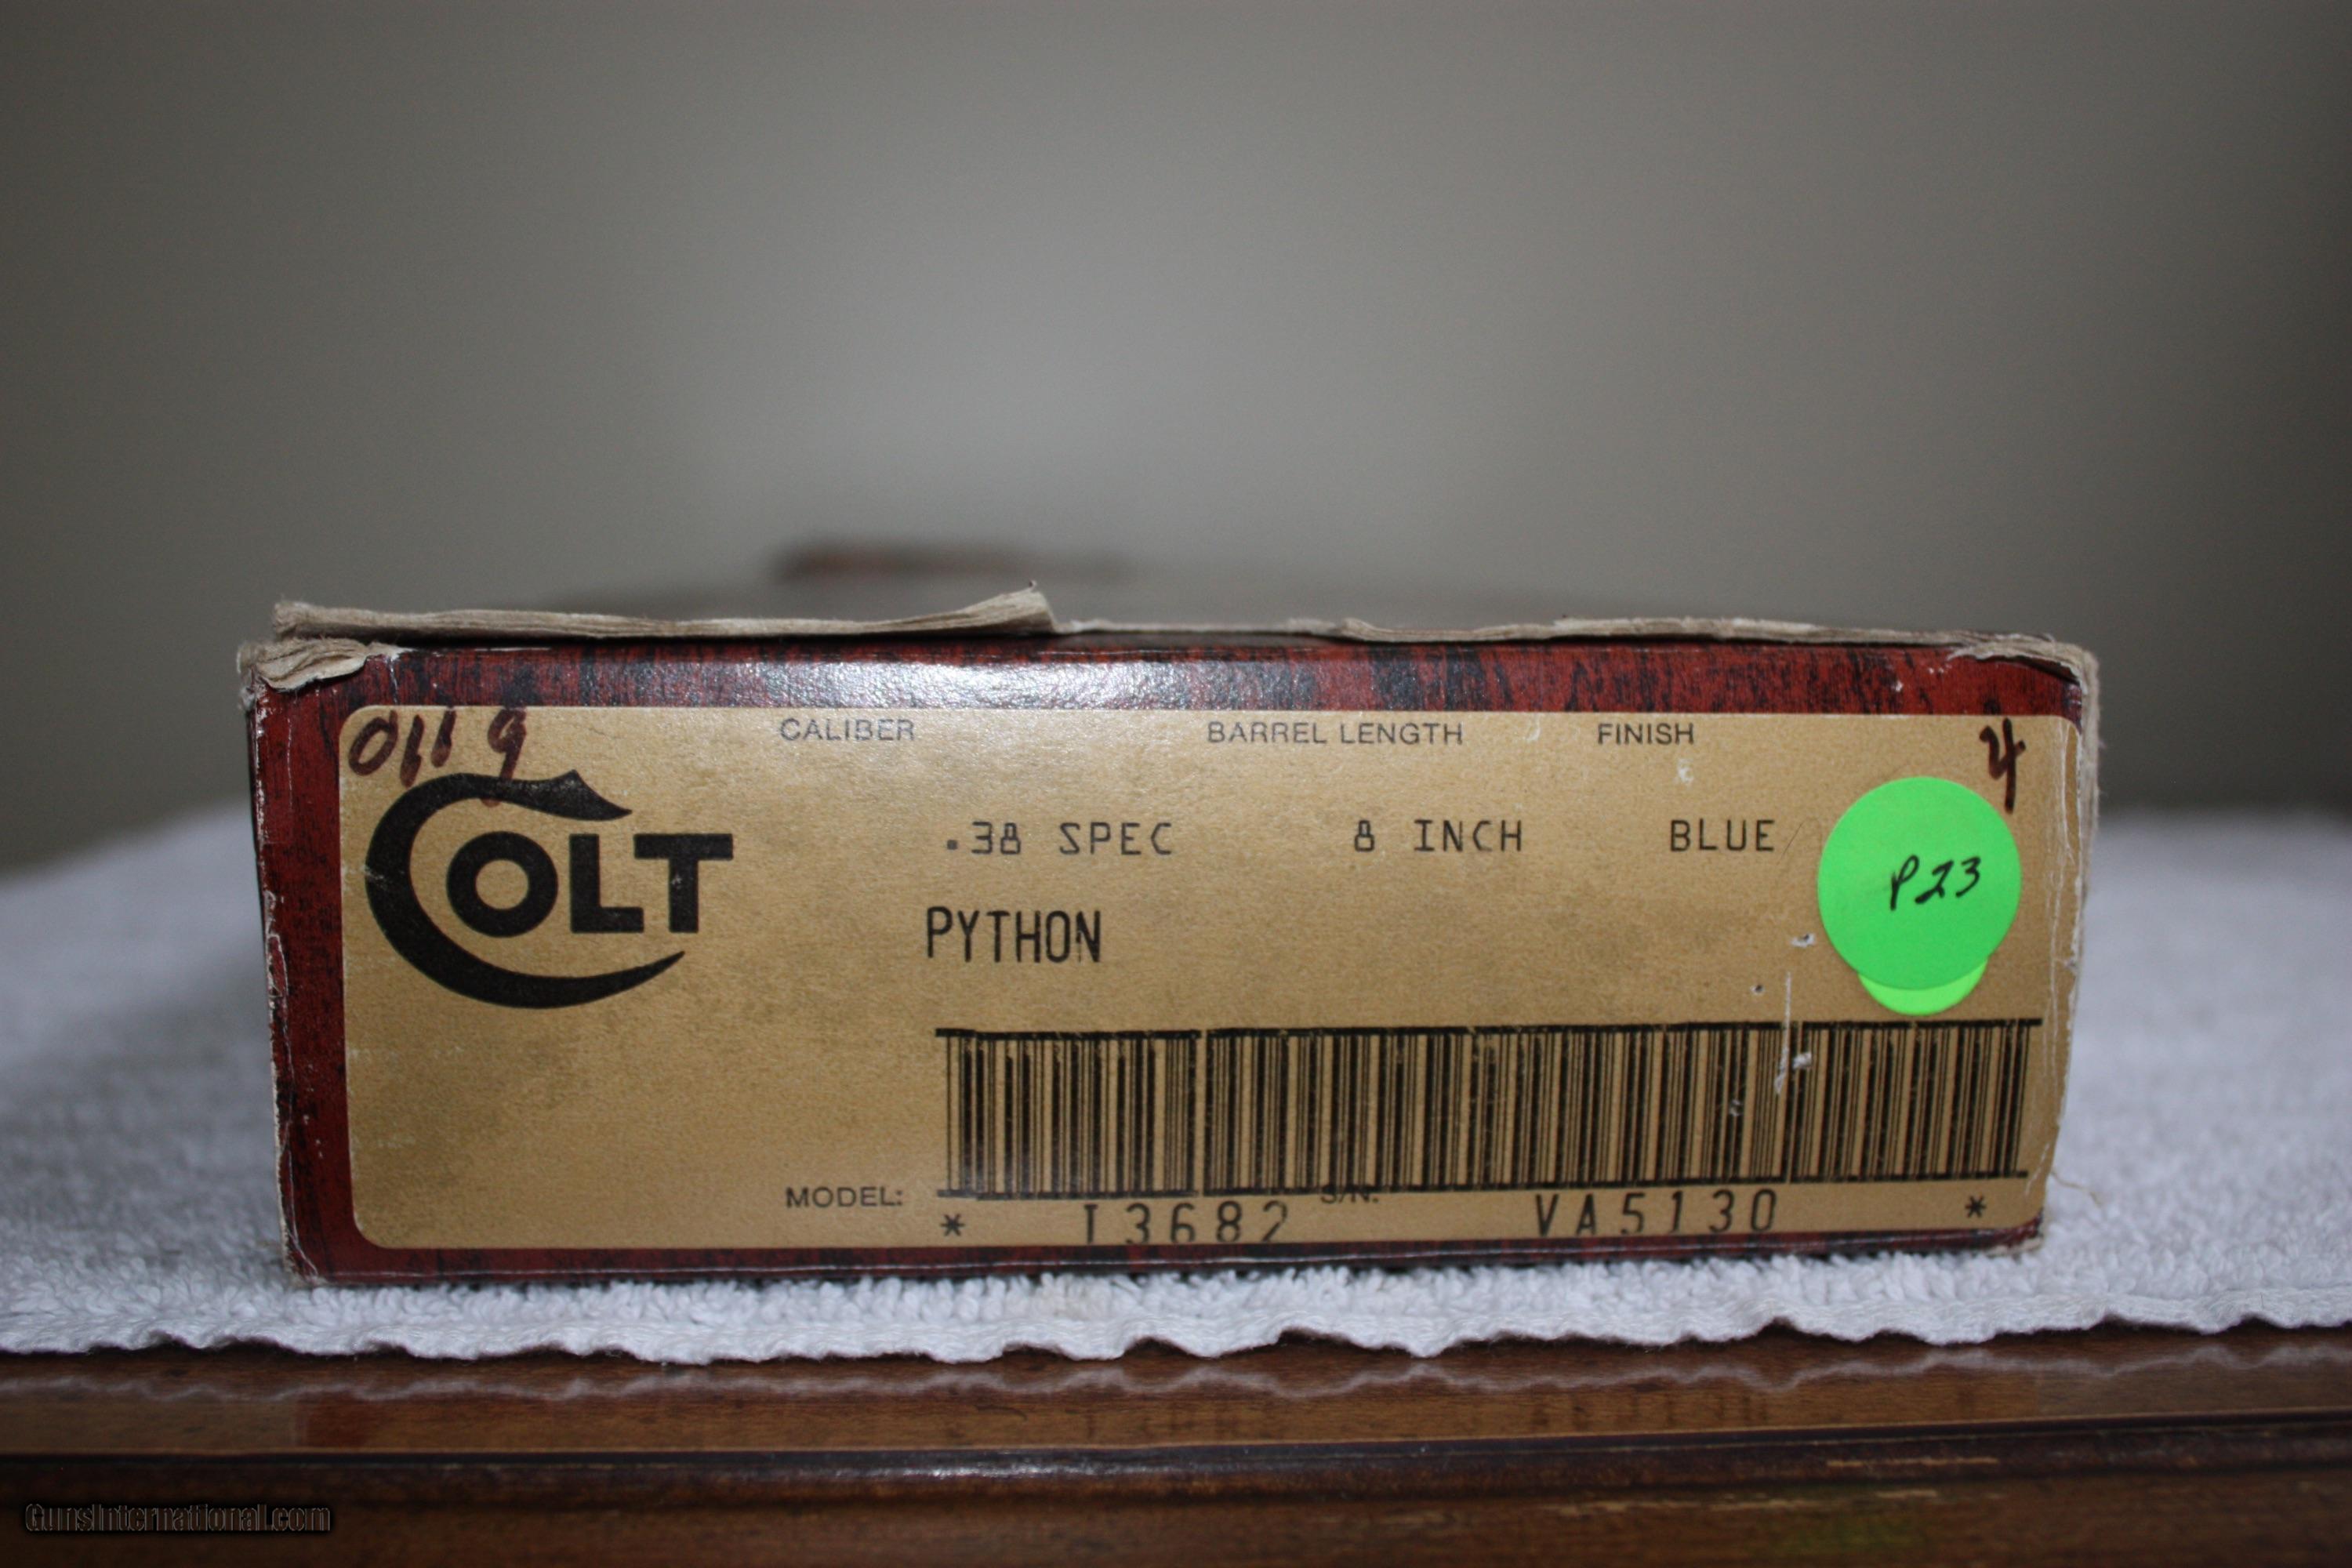 0119
CALIBER BARREL LENGTH FINISH 4
COLT .38 SPEC 8 INCH BLUE
P23
PYTHON
MODEL: S/N:
* I3682 VA5130 *
GunsInternational.com